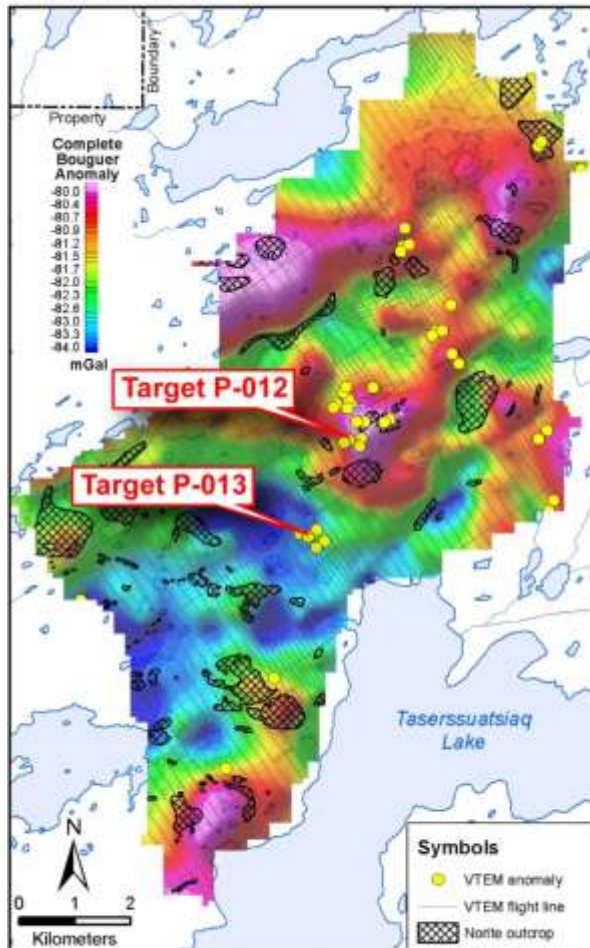 Boundary
Property
Complete
Bouguer
Anomaly
-80.0
-80.4
-80.7
-80.9
-81.2
-81.5
-81.7
-82.0
-82.3
-82.6
-82.9
-83.3
-84.0
mGal
Target P-012
Target P-013
Taserssuatsiaq
Lake
N
0 1 2
Kilometers
Symbols
VTEM anomaly
VTEM flight line
Norite outcrop